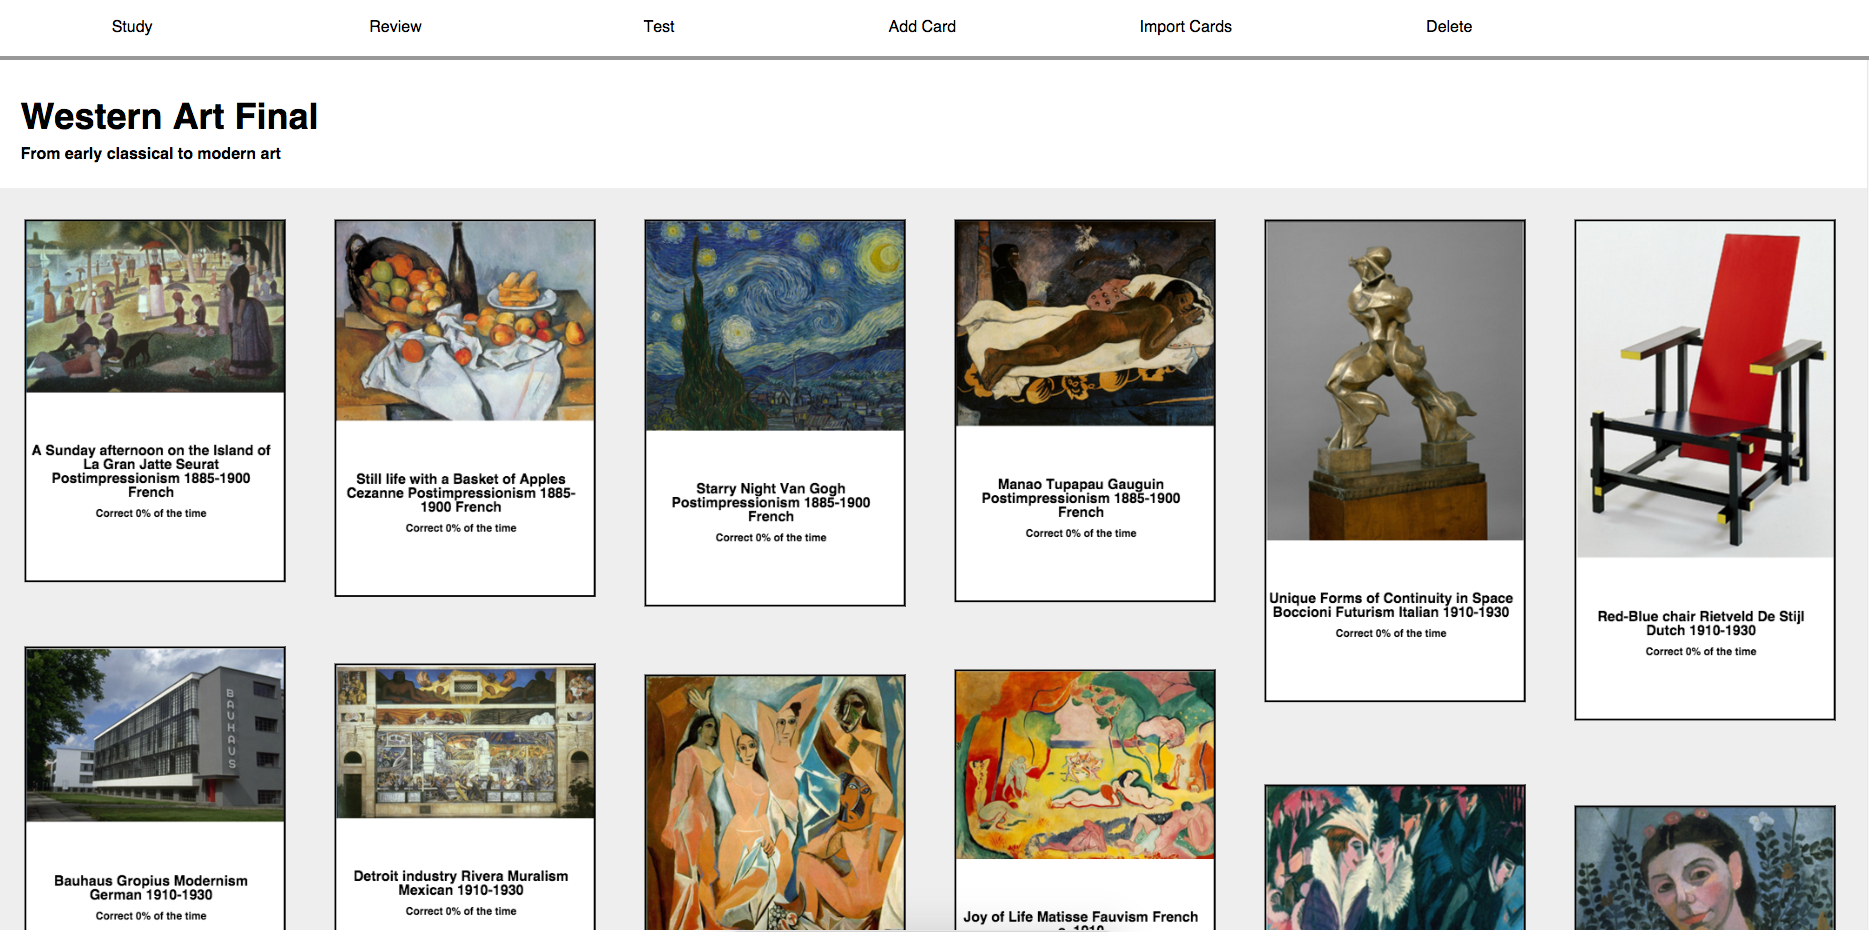 Study
Review
Test
Add Card
Import Cards
Delete
Western Art Final
From early classical to modern art
A Sunday afternoon on the Island of
La Gran Jatte Seurat
Postimpressionism 1885-1900
French
Correct 0% of the time
Still life with a Basket of Apples
Cezanne Postimpressionism 1885-
1900 French
Correct 0% of the time
Starry Night Van Gogh
Postimpressionism 1885-1900
French
Correct 0% of the time
Manao Tupapau Gauguin
Postimpressionism 1885-1900
French
Correct 0% of the time
Unique Forms of Continuity in Space
Boccioni Futurism Italian 1910-1930
Correct 0% of the time
Red-Blue chair Rietveld De Stijl
Dutch 1910-1930
Correct 0% of the time
BAUHAUS
Bauhaus Gropius Modernism
German 1910-1930
Correct 0% of the time
Detroit industry Rivera Muralism
Mexican 1910-1930
Correct 0% of the time
Joy of Life Matisse Fauvism French